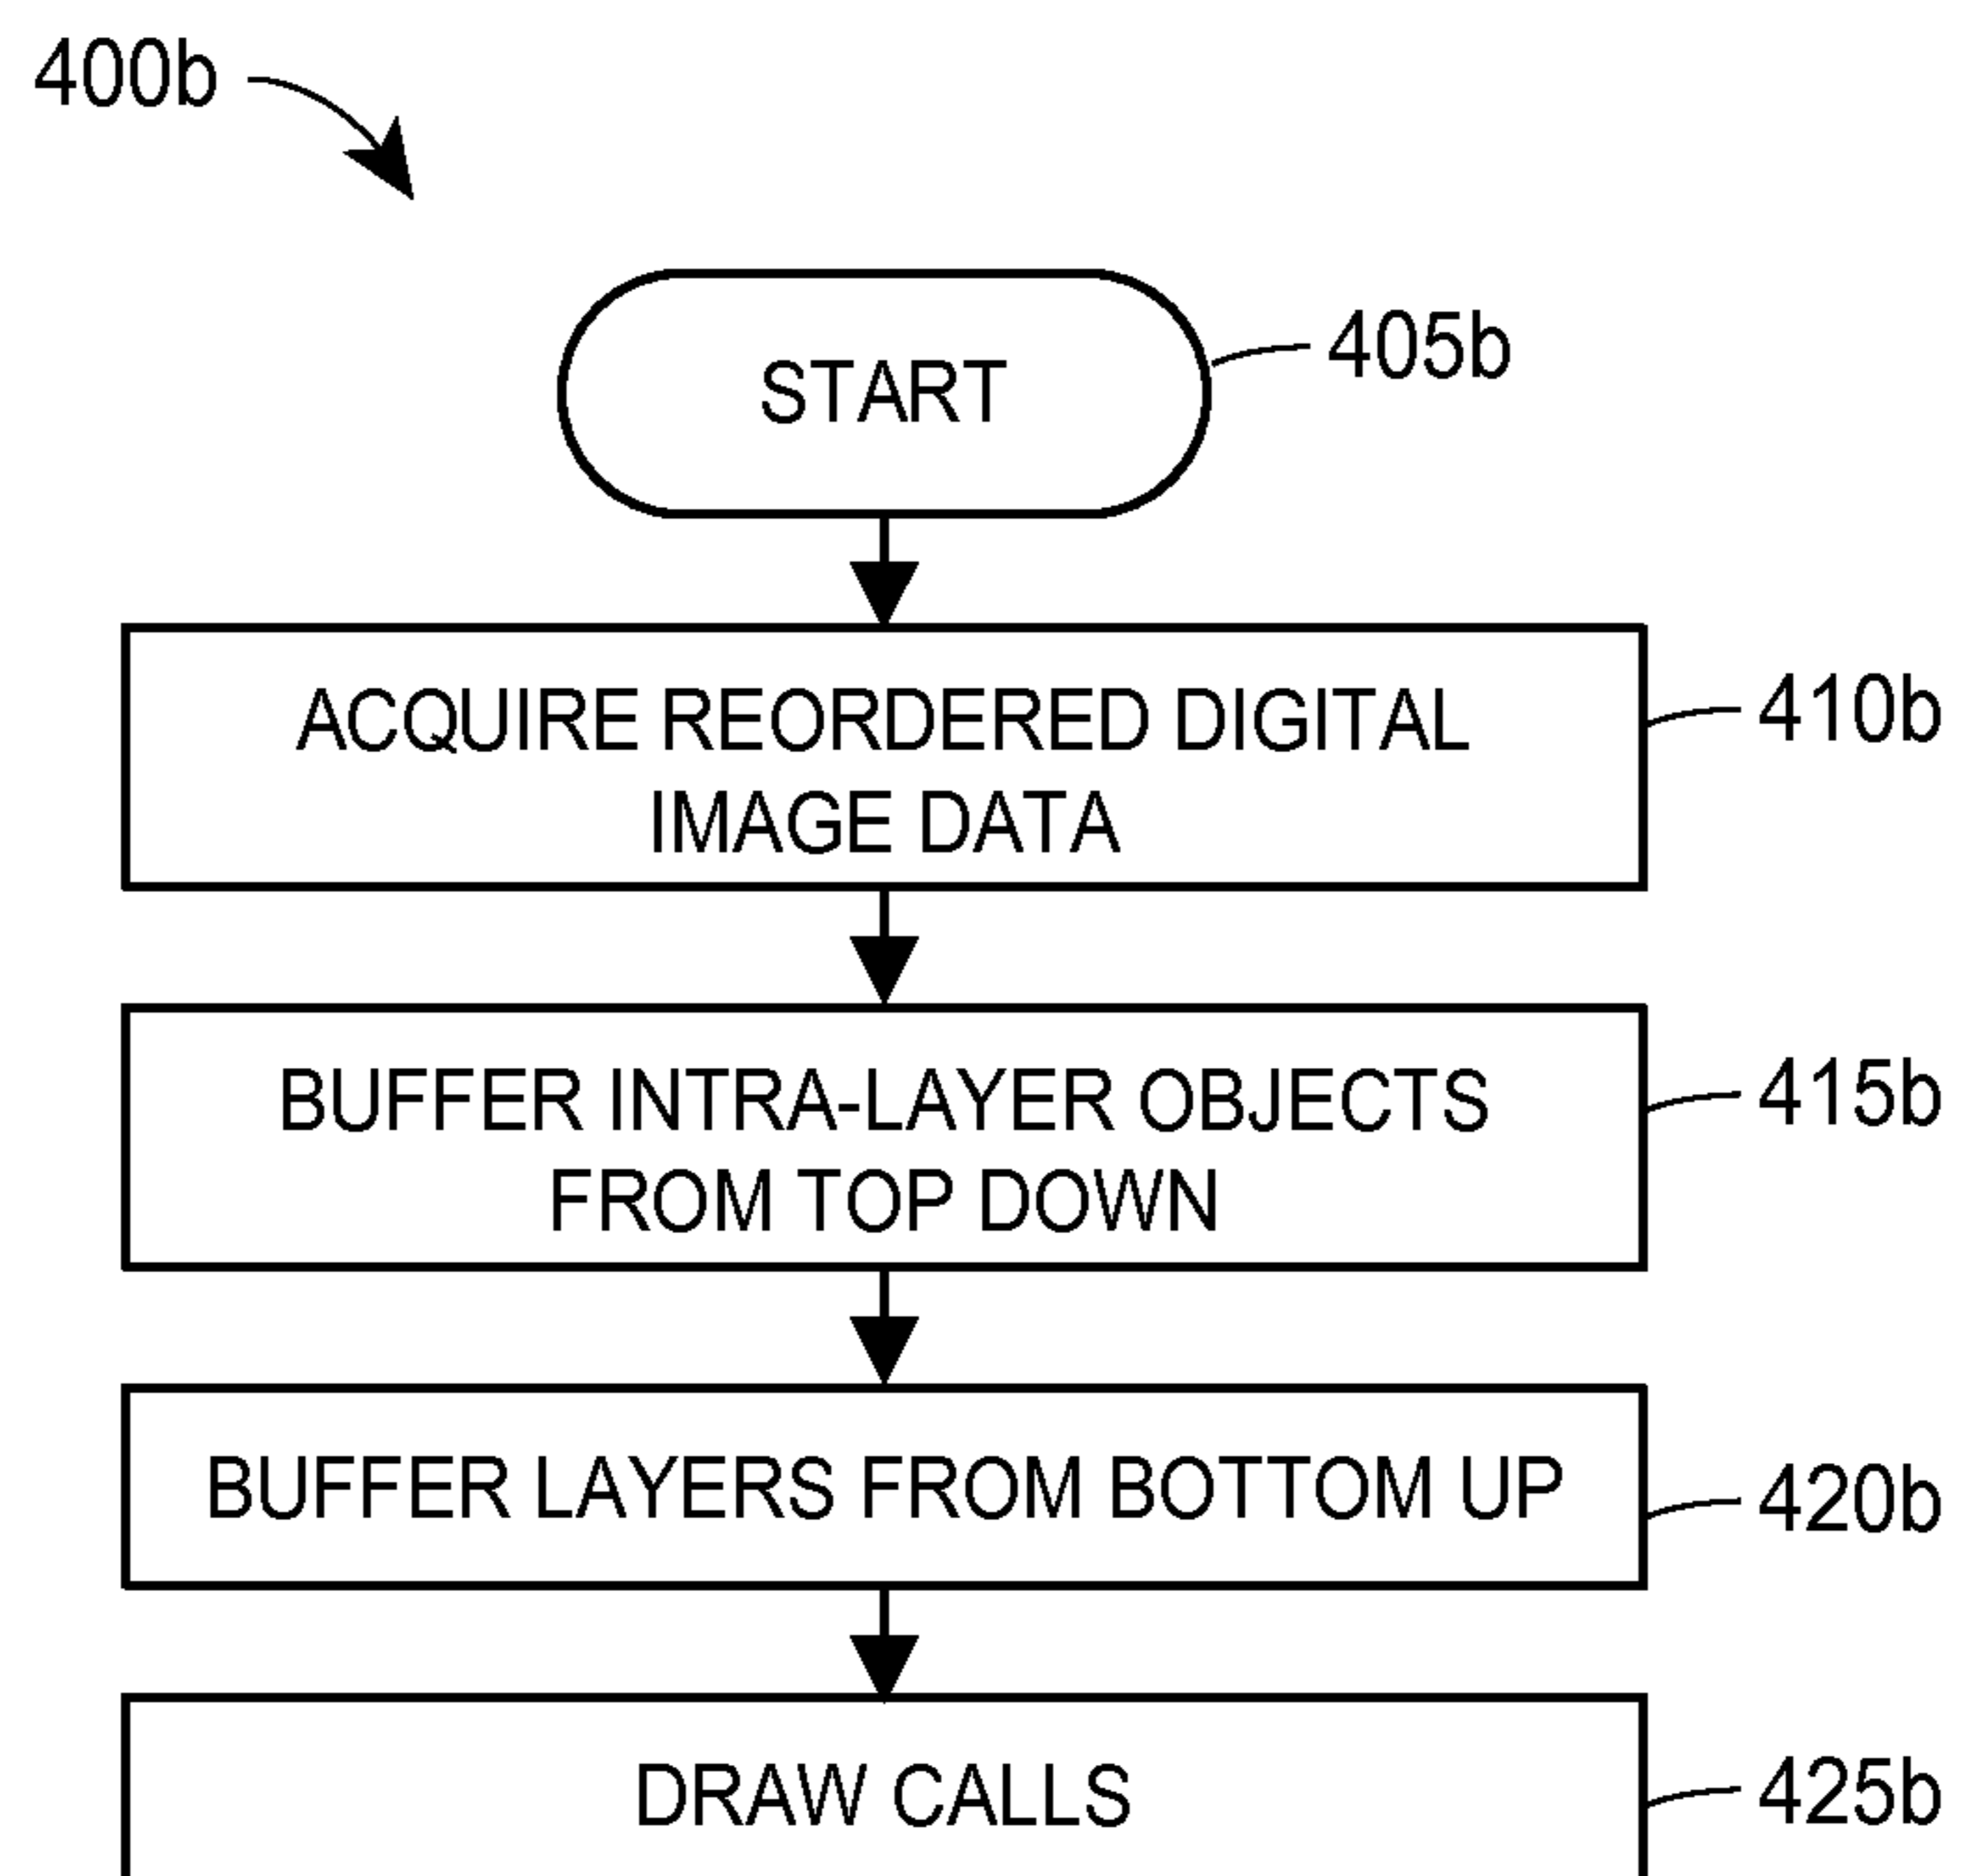 400b
START
405b
ACQUIRE REORDERED DIGITAL
IMAGE DATA
410b
BUFFER INTRA-LAYER OBJECTS
FROM TOP DOWN
415b
BUFFER LAYERS FROM BOTTOM UP
420b
DRAW CALLS
425b